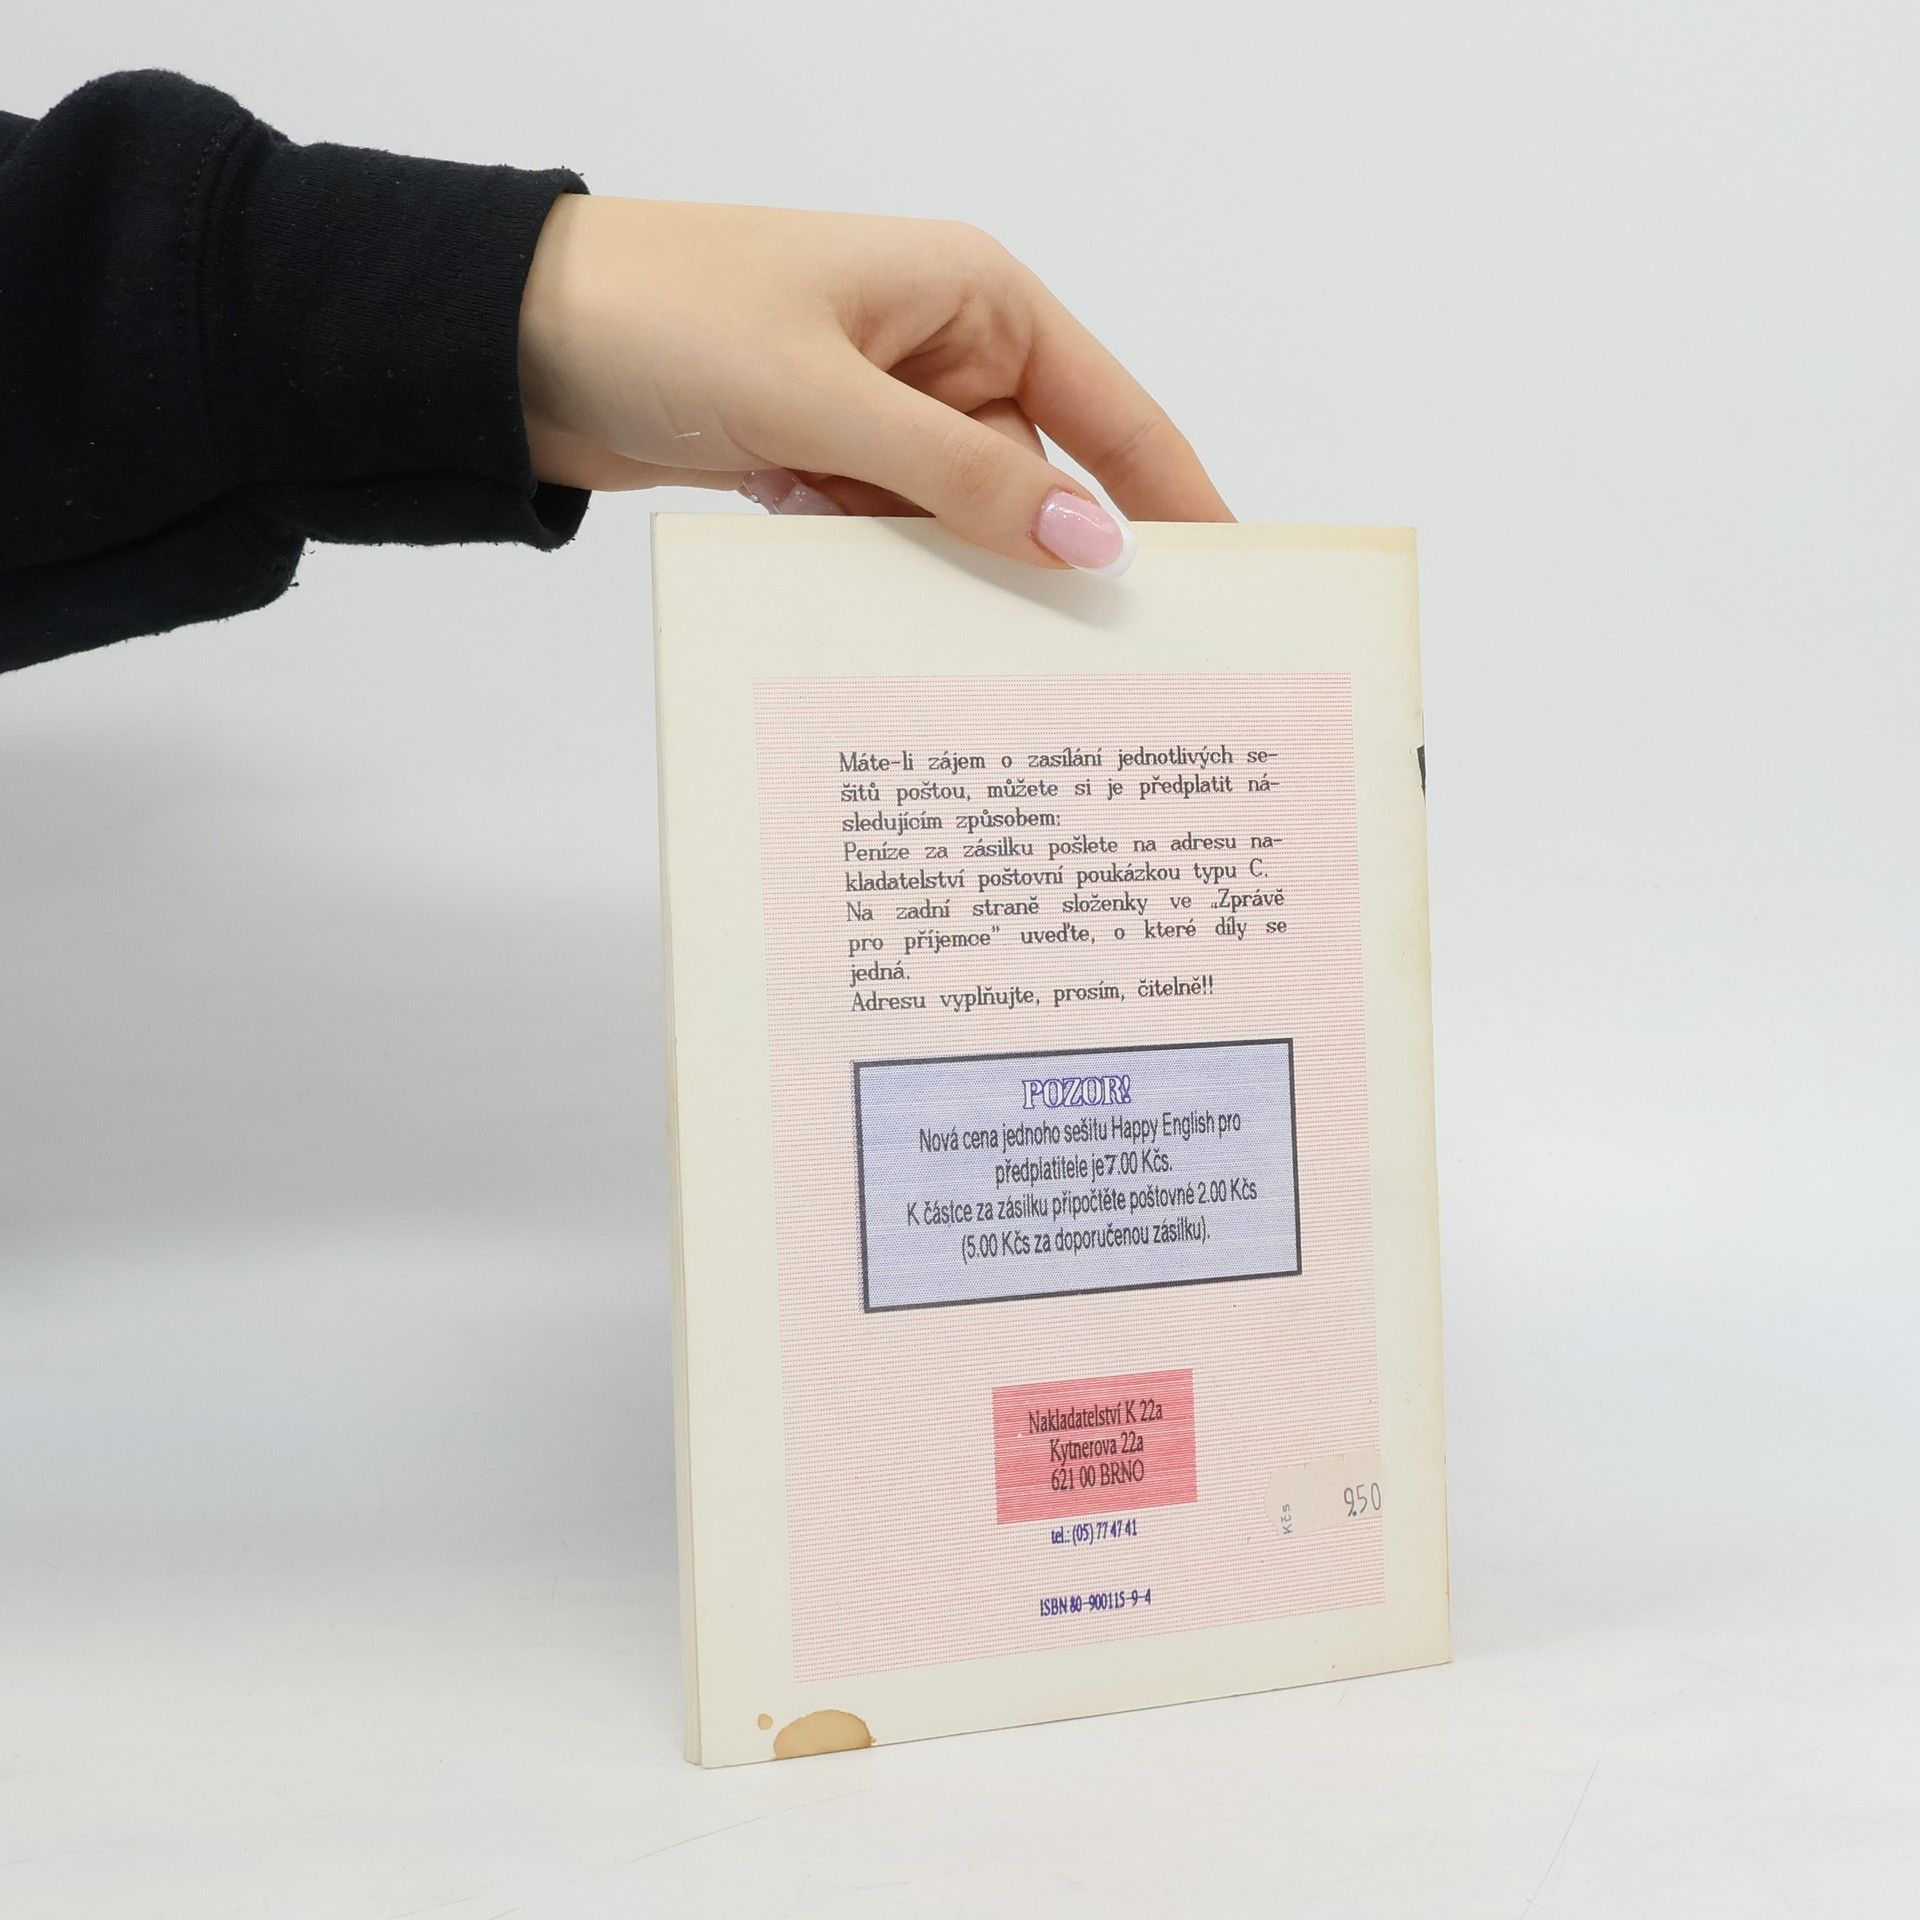 Máte-li zájem o zasílání jednotlivých se-
šitů poštou, můžete si je předplatit ná-
sledujícím způsobem:
Peníze za zásilku pošlete na adresu na-
kladatelství poštovní poukázkou typu C.
Na zadní straně složenky ve „Zprávě
pro příjemce” uveďte, o které díly se
jedná.
Adresu vyplňujte, prosím, čitelně!!
POZOR!
Nová cena jednoho sešitu Happy English pro
předplatitele je 7.00 Kčs.
K částce za zásilku připočtěte poštovné 2.00 Kčs
(5.00 Kčs za doporučenou zásilku).
Nakladatelství K 22a
Kytnerova 22a
621 00 BRNO
tel.: (05) 77 47 41
Kčs 9.50
ISBN 80-900115-9-4